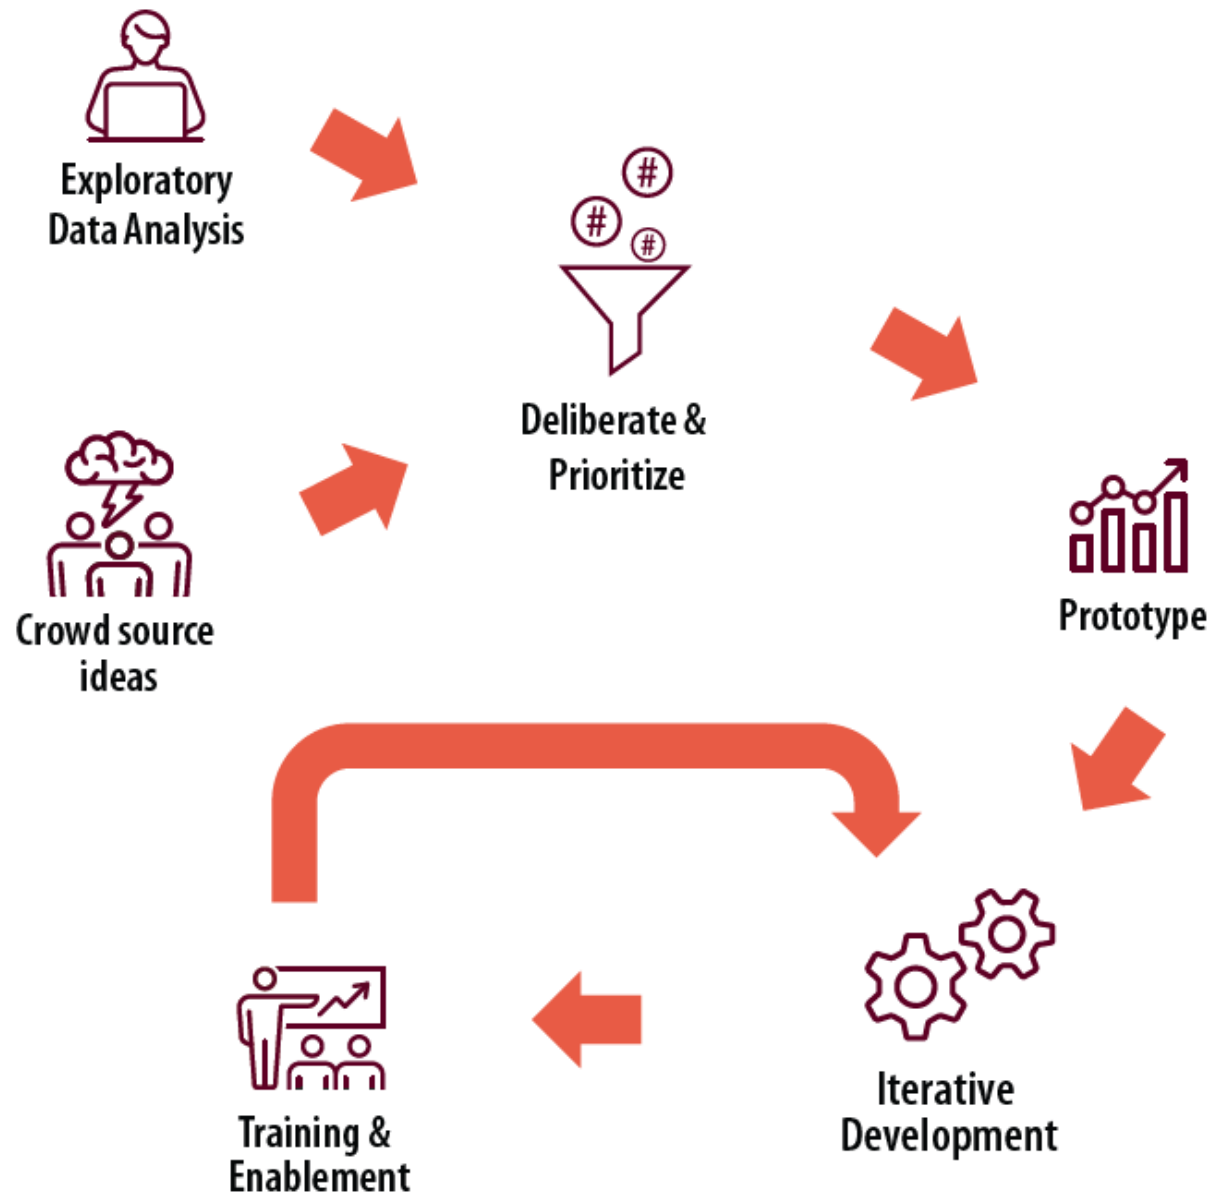 Exploratory
Data Analysis
#
#
#
Deliberate &
Prioritize
Crowd source
ideas
Prototype
Iterative
Development
Training &
Enablement